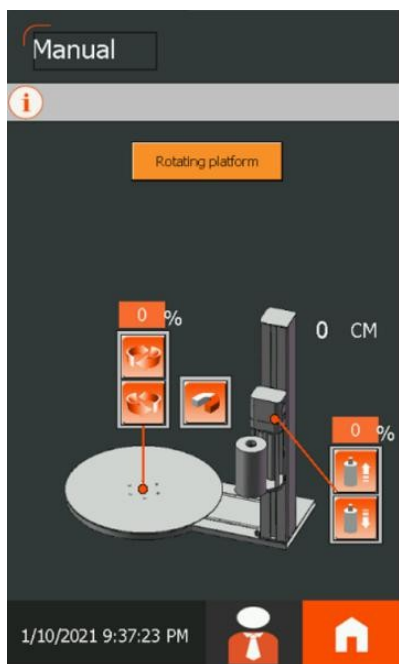 Manual
i
Rotating platform
0 %
0 CM
0 %
1/10/2021 9:37:23 PM